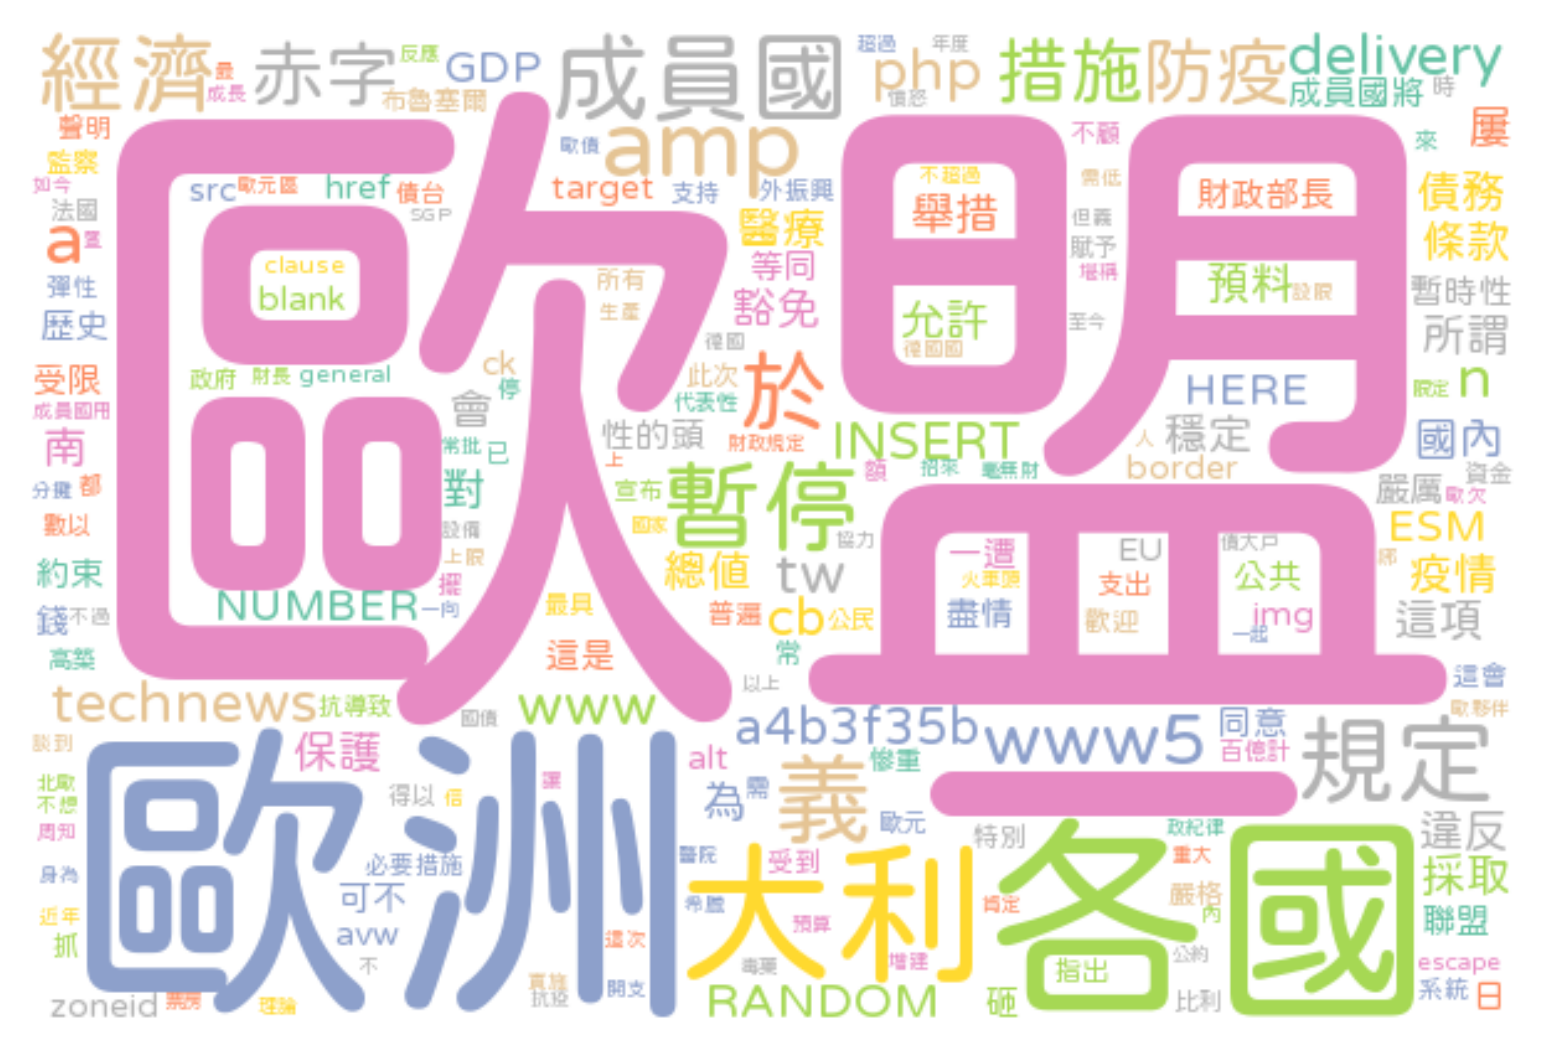 經濟
最
成長
赤字
反應
布魯塞爾
GDP
成員國
超過
年度
php
憤怒
措施
防疫
delivery
成員國將
時
聲明
監察
如今
法國
a
彈性
歷史
受限
成員國用
南
分攤
都
數以
約束
錢
不過
高築
歐盟
src
歐元區
href
債台
SGP
clause
blank
政府
財長
general
歐債
amp
target
支持
外振興
醫療
等同
豁免
所有
生產
德國
ck
停
會
此次
代表性
於
性的頭
財政規定
上
常批
已
對
設備
上限
擺
一向
NUMBER
宣布
國家
暫停
協力
總值
tw
最具
普遍
cb
公民
這是
常
以上
不超過
舉措
允許
德國國
不顧
需低
但義
賦予
堪稱
至今
財政部長
預料
設限
HERE
INSERT
額
招來
毫無財
人
穩定
border
來
屢
債務
條款
暫時性
所謂
限定
n
國內
資金
嚴厲
歐欠
ESM
疫情
這項
這會
歐夥伴
一遭
火車頭
盡情
EU
支出
歡迎
債大戶
公共
img
一起
technews
抗導致
國債
www
a4b3f35b
www5
同意
百億計
規定
談到
北歐
不想
周知
身為
近年
抓
zoneid
票房
理論
歐洲
保護
得以
信
必要措施
可不
avw
不
讓
alt
為
需
義
慘重
歐元
醫院
受到
希臘
大利
預算
這次
毒藥
增建
實施
抗疫
開支
RANDOM
一
特別
各國
政紀律
重大
嚴格
內
肯定
指出
公約
砸
比利
違反
採取
聯盟
escape
系統
日